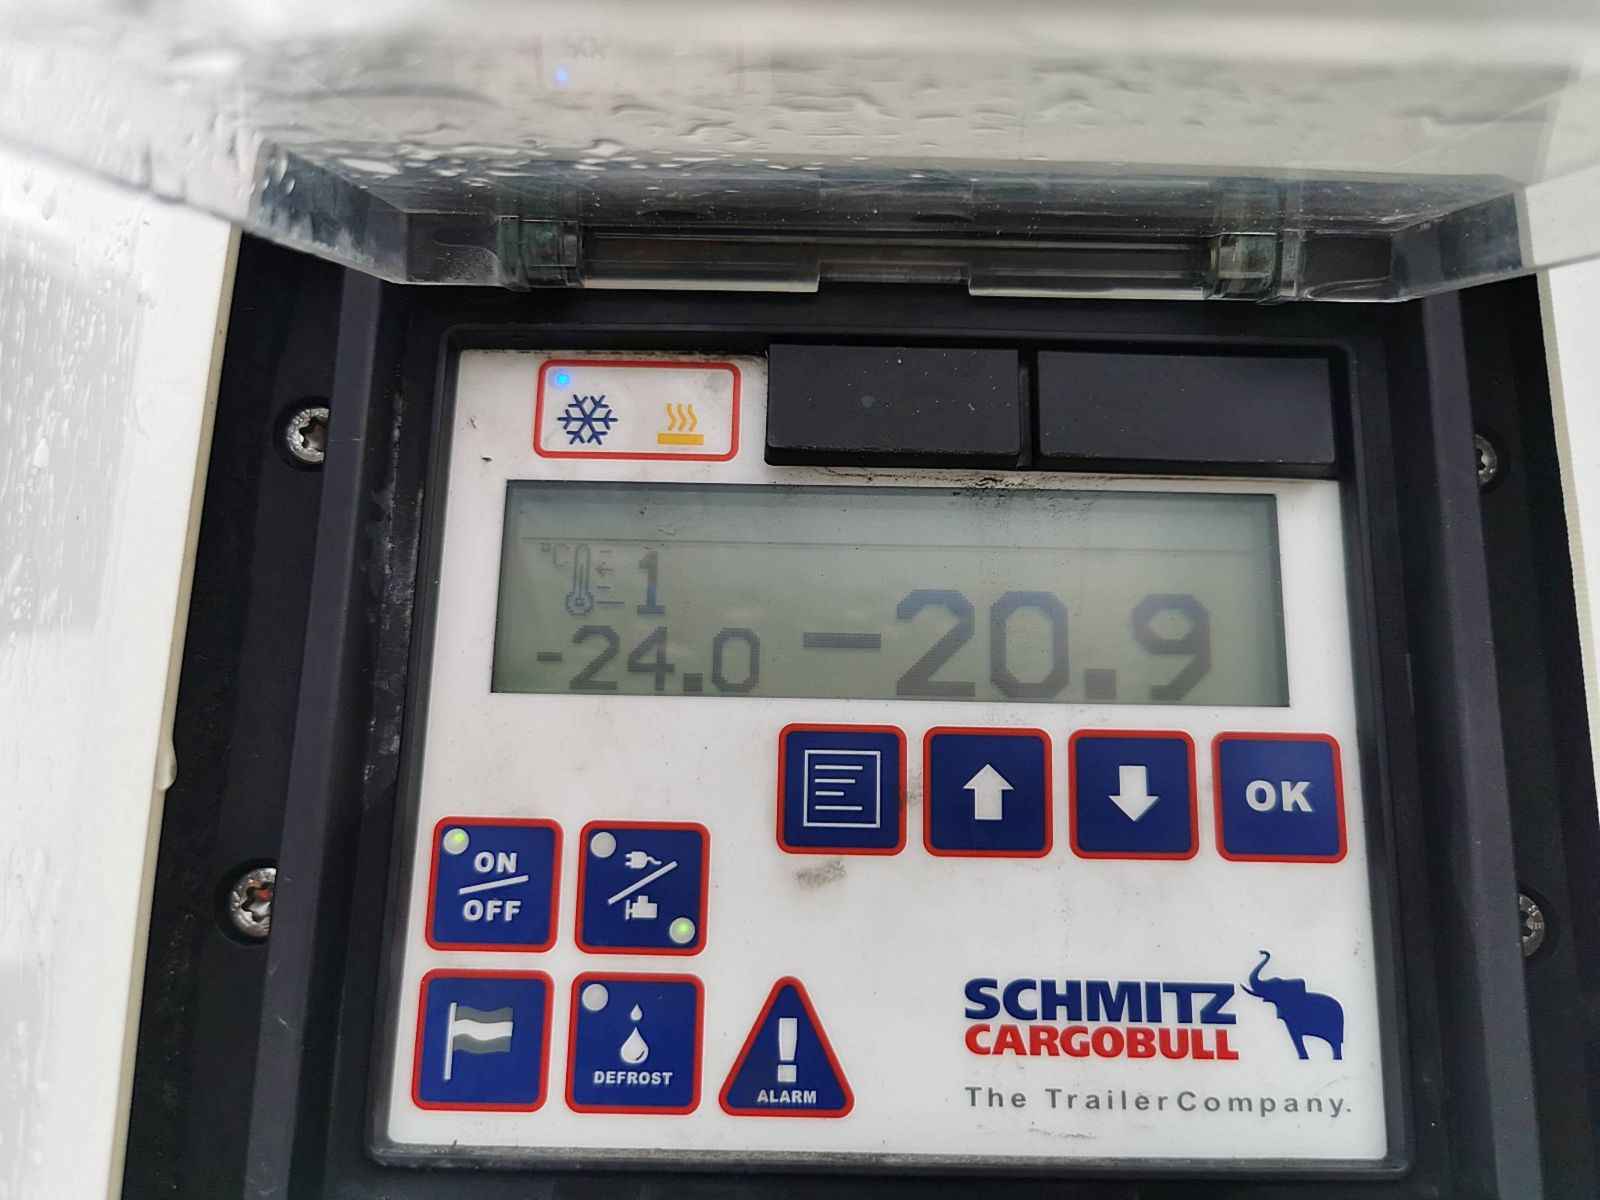 °C
1
-24.0 -20.9
OK
ON
OFF
DEFROST
ALARM
SCHMITZ
CARGOBULL
The TrailerCompany.